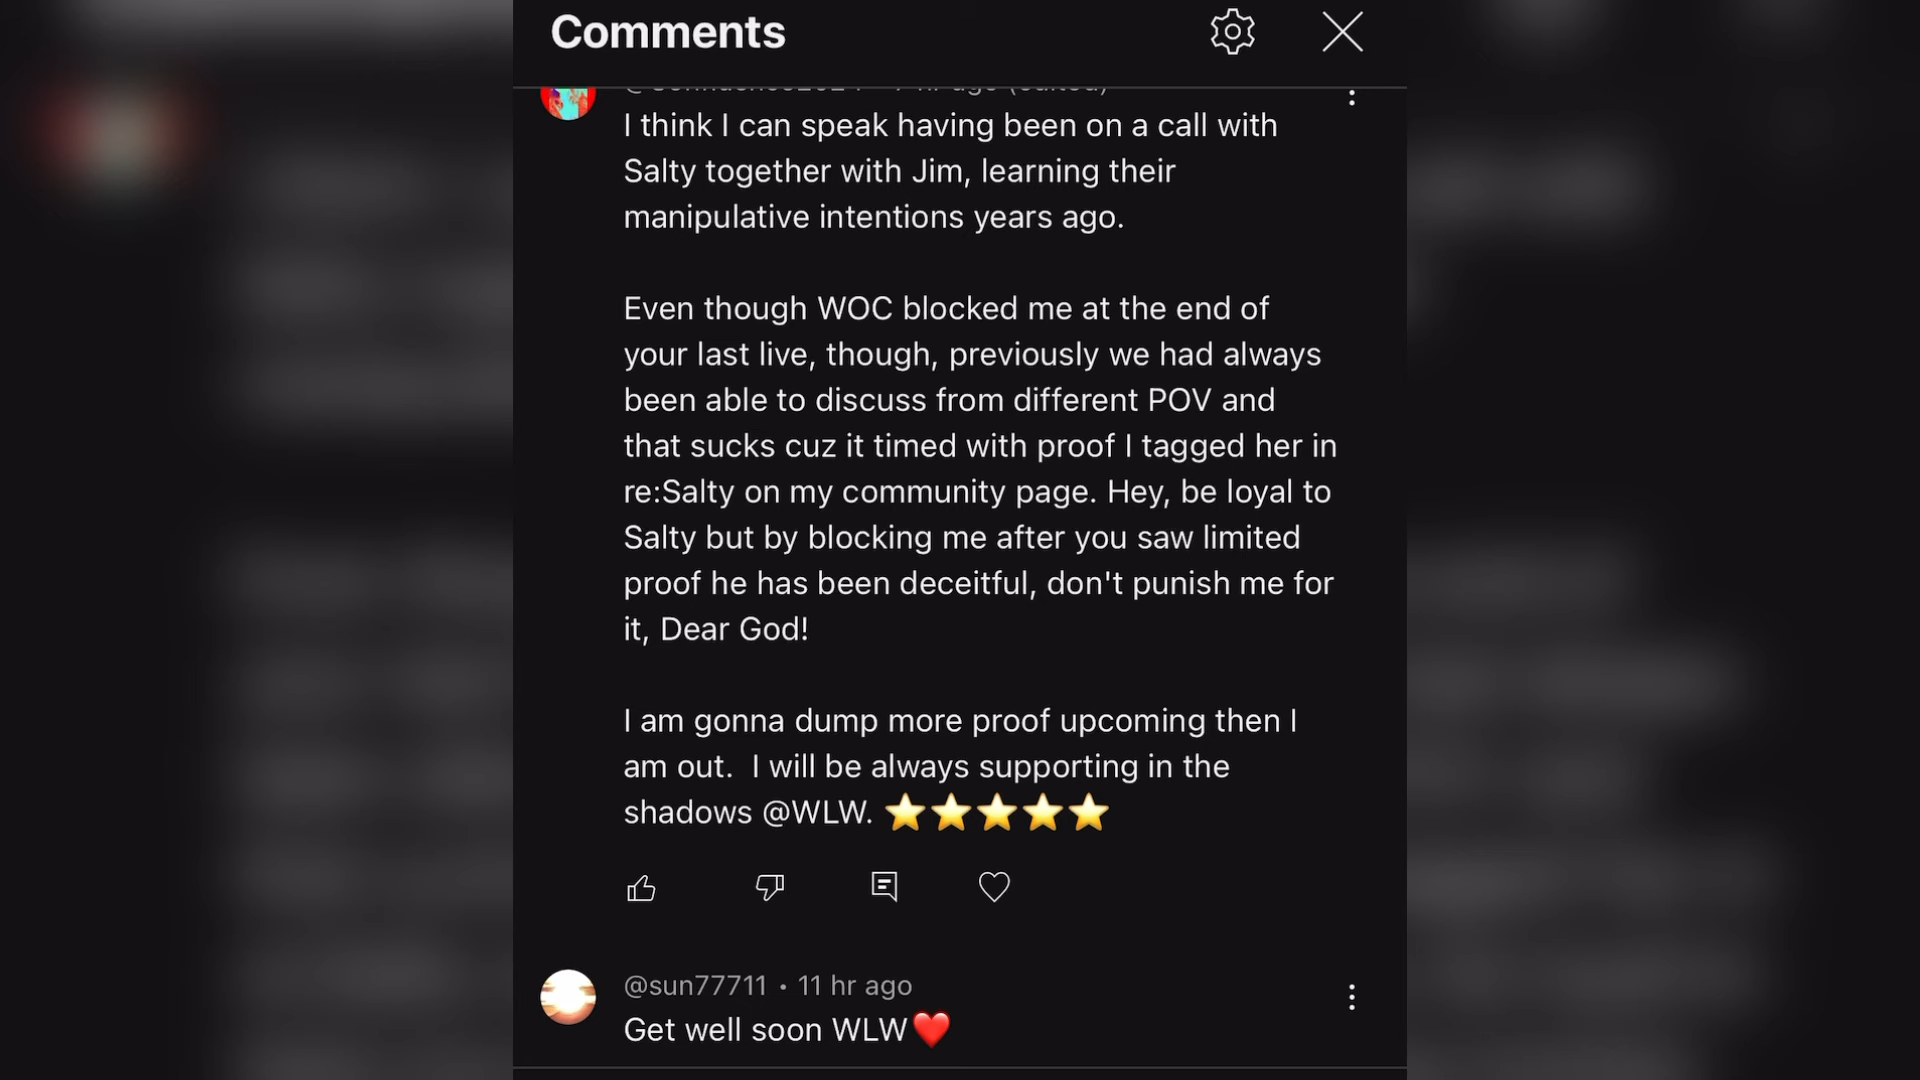 Comments
I think I can speak having been on a call with
Salty together with Jim, learning their
manipulative intentions years ago.
Even though WOC blocked me at the end of
your last live, though, previously we had always
been able to discuss from different POV and
that sucks cuz it timed with proof I tagged her in
re:Salty on my community page. Hey, be loyal to
Salty but by blocking me after you saw limited
proof he has been deceitful, don't punish me for
it, Dear God!
I am gonna dump more proof upcoming then I
am out.  I will be always supporting in the
shadows @WLW. ⭐⭐⭐⭐⭐
@sun77711 • 11 hr ago
Get well soon WLW❤️